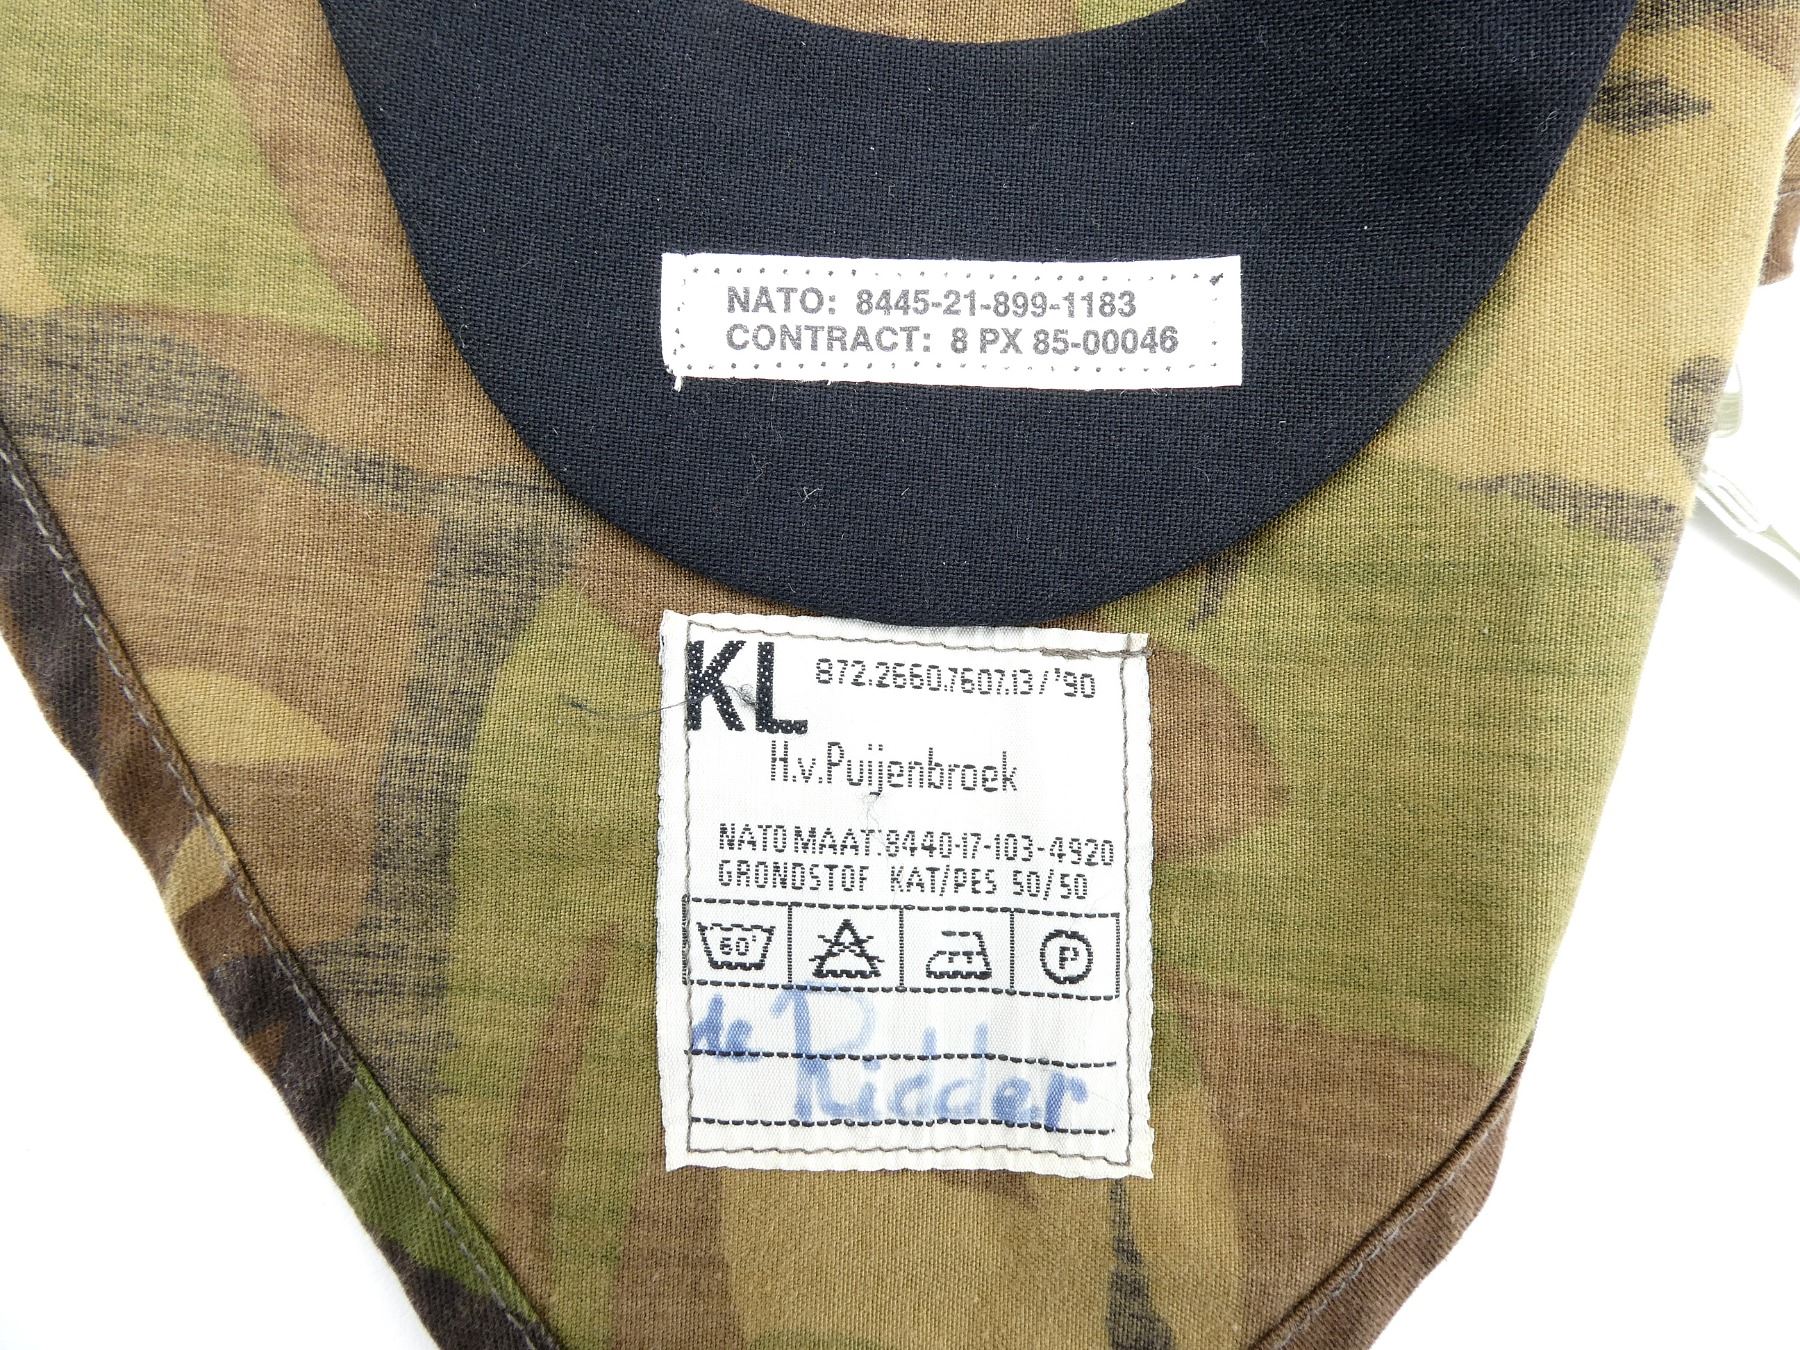 NATO: 8445-21-899-1183
CONTRACT: 8 PX 85-00046
KL 872.2660.7607.13/'90
H.v.Puijenbroek
NATO MAAT:8440-17-103-4920
GRONDSTOF KAT/PES 50/50
60° P
de Ridder